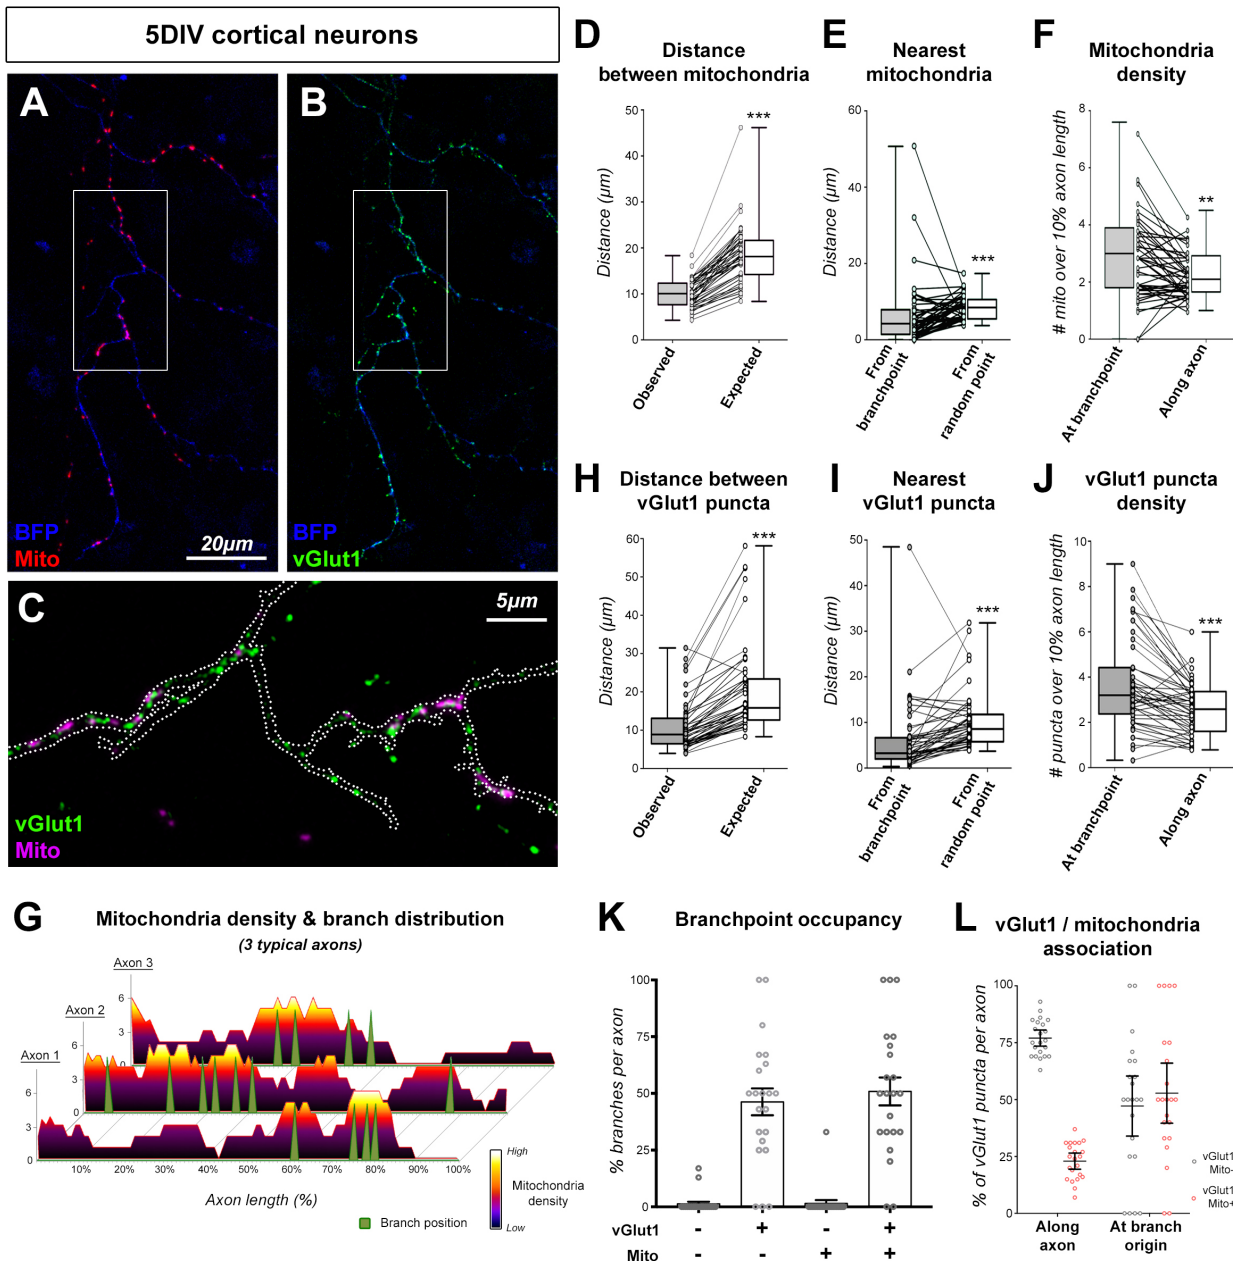 5DIV cortical neurons
A
B
BFP
Mito
20µm
BFP
vGlut1
C
5µm
vGlut1
Mito
D
Distance
between mitochondria
Distance (µm)
50
40
30
20
10
0
***
Observed
Expected
E
Nearest
mitochondria
Distance (µm)
60
40
20
0
***
From
branchpoint
From
random point
F
Mitochondria
density
# mito over 10% axon length
8
6
4
2
0
**
At branchpoint
Along axon
H
Distance between
vGlut1 puncta
Distance (µm)
60
50
40
30
20
10
0
***
Observed
Expected
I
Nearest
vGlut1 puncta
Distance (µm)
50
40
30
20
10
0
***
From
branchpoint
From
random point
J
vGlut1 puncta
density
# puncta over 10% axon length
10
8
6
4
2
0
***
At branchpoint
Along axon
G
Mitochondria density & branch distribution
(3 typical axons)
Axon 3
6
3
0
Axon 2
6
3
0
Axon 1
6
3
0
10% 20% 30% 40% 50% 60% 70% 80% 90% 100%
Axon length (%)
High
Mitochondria
density
Low
Branch position
K
Branchpoint occupancy
% branches per axon
100
75
50
25
0
vGlut1 - + - +
Mito - - + +
L
vGlut1 / mitochondria
association
% of vGlut1 puncta per axon
100
75
50
25
0
Along
axon
At branch
origin
vGlut1
Mito-
vGlut1
Mito+